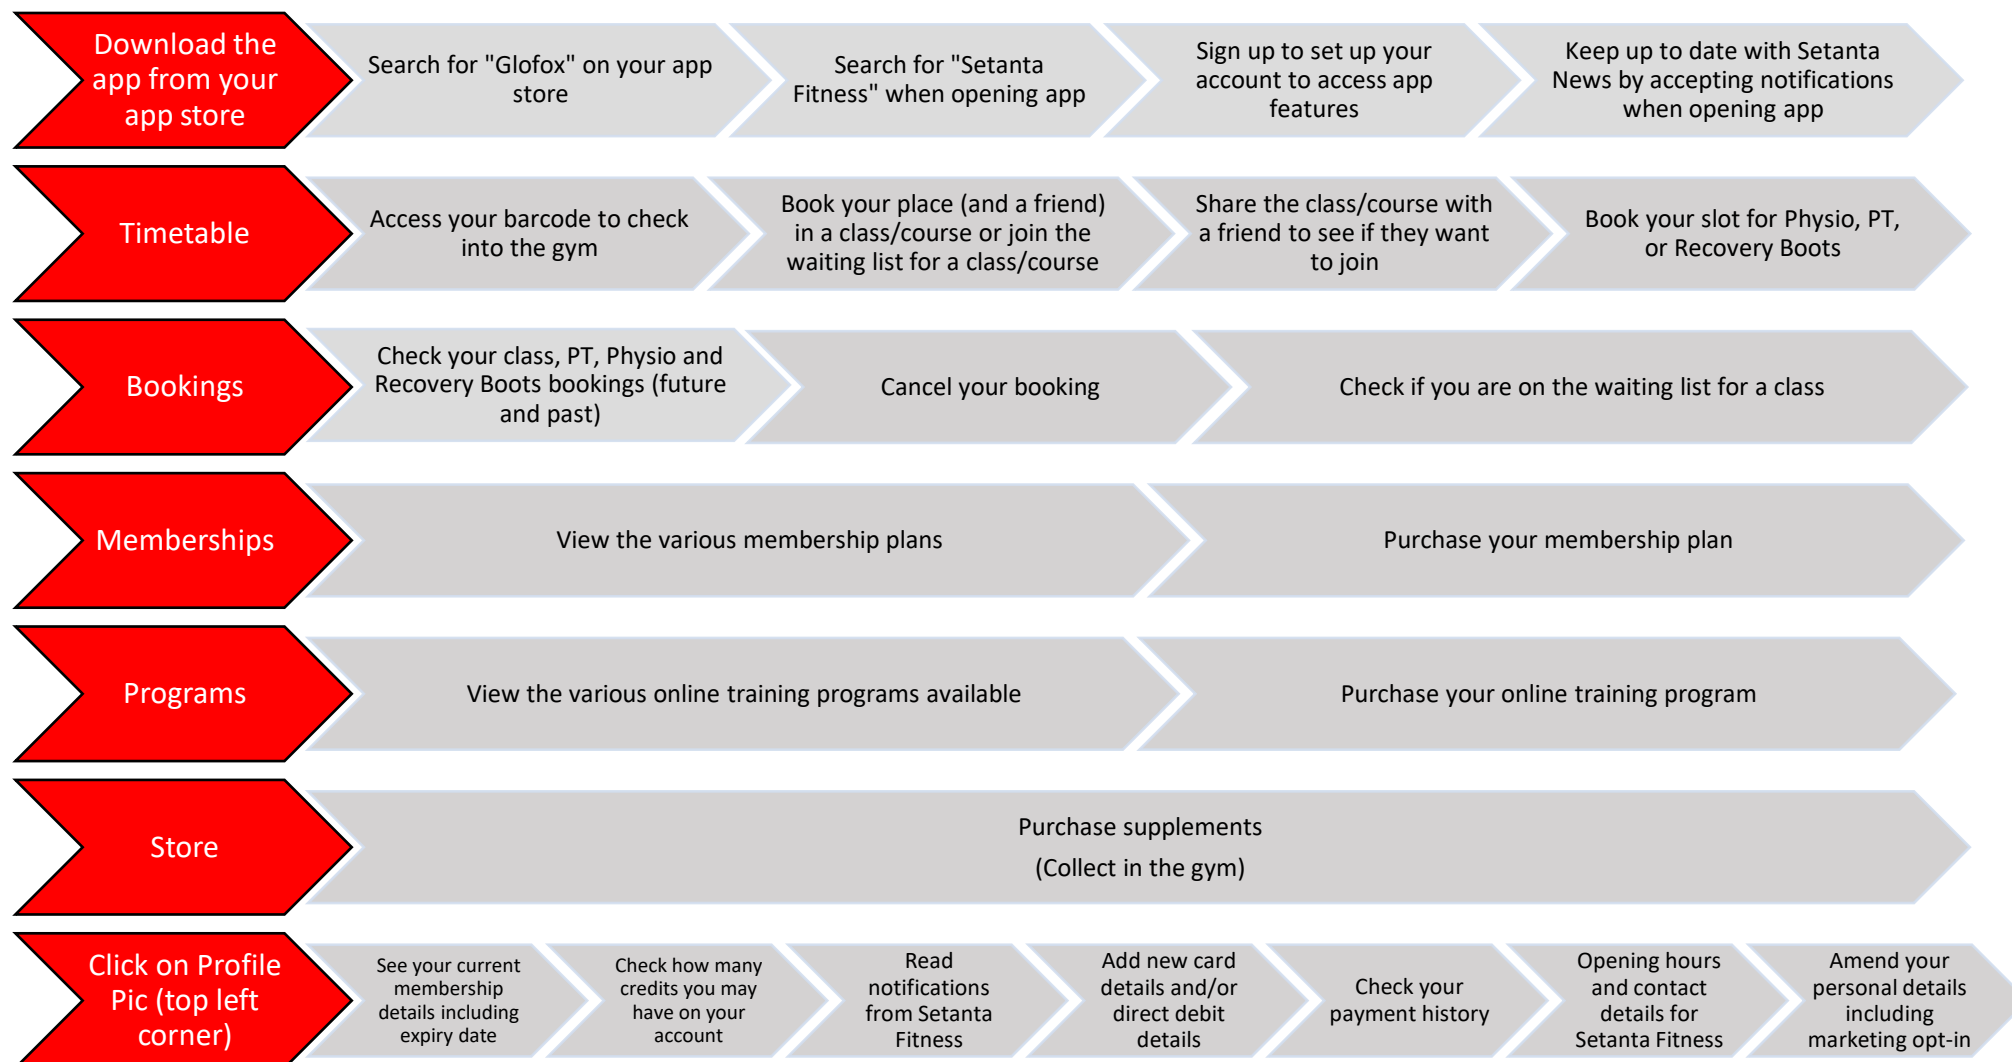 Download the
app from your
app store
Search for "Glofox" on your app
store
Search for "Setanta
Fitness" when opening app
Sign up to set up your
account to access app
features
Keep up to date with Setanta
News by accepting notifications
when opening app
Timetable
Access your barcode to check
into the gym
Book your place (and a friend)
in a class/course or join the
waiting list for a class/course
Share the class/course with
a friend to see if they want
to join
Book your slot for Physio, PT,
or Recovery Boots
Bookings
Check your class, PT, Physio and
Recovery Boots bookings (future
and past)
Cancel your booking
Check if you are on the waiting list for a class
Memberships
View the various membership plans
Purchase your membership plan
Programs
View the various online training programs available
Purchase your online training program
Store
Purchase supplements
(Collect in the gym)
Click on Profile
Pic (top left
corner)
See your current
membership
details including
expiry date
Check how many
credits you may
have on your
account
Read
notifications
from Setanta
Fitness
Add new card
details and/or
direct debit
details
Check your
payment history
Opening hours
and contact
details for
Setanta Fitness
Amend your
personal details
including
marketing opt-in